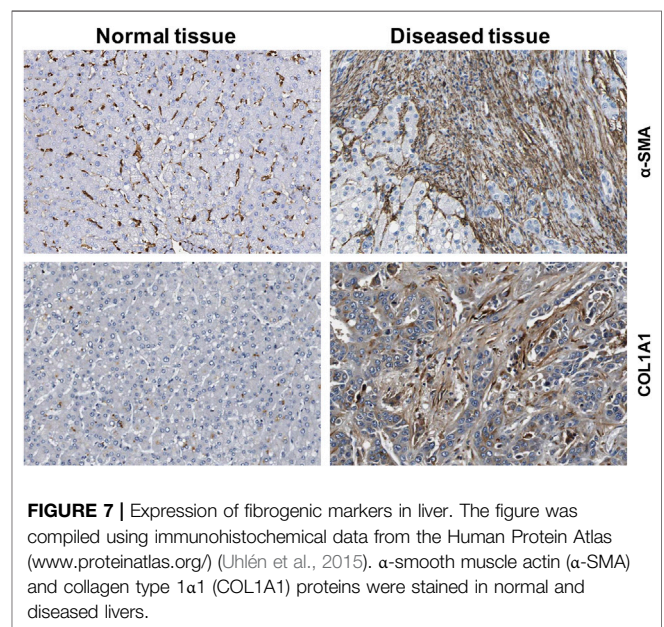 Normal tissue
Diseased tissue
α-SMA
COL1A1
FIGURE 7 | Expression of fibrogenic markers in liver. The figure was
compiled using immunohistochemical data from the Human Protein Atlas
(www.proteinatlas.org/) (Uhlén et al., 2015). α-smooth muscle actin (α-SMA)
and collagen type 1α1 (COL1A1) proteins were stained in normal and
diseased livers.